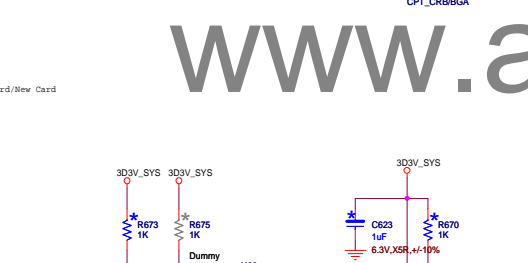 CPT_CRB/BGA
www.a
rd/New Card
3D3V_SYS 3D3V_SYS 3D3V_SYS
* R673 * R675 * C623 * R670
1K 1K 1uF 1K
6.3V,X5R,+/-10%
Dummy